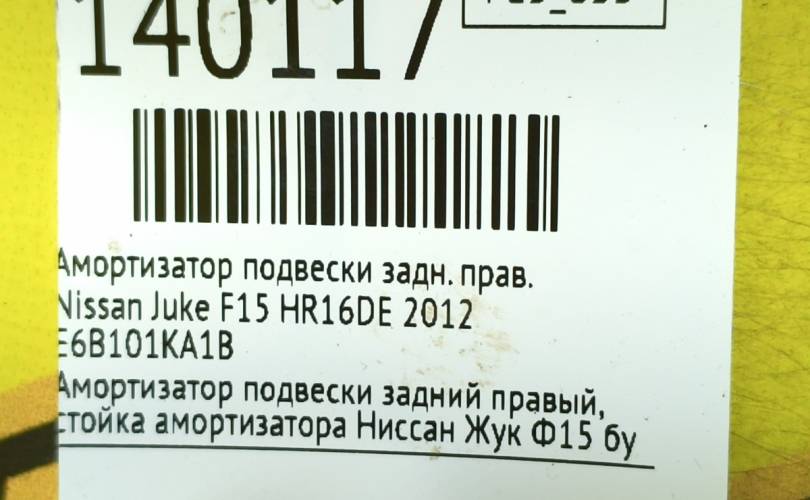 140117
Амортизатор подвески задн. прав.
Nissan Juke F15 HR16DE 2012
E6B101KA1B
Амортизатор подвески задний правый,
стойка амортизатора Ниссан Жук Ф15 бу